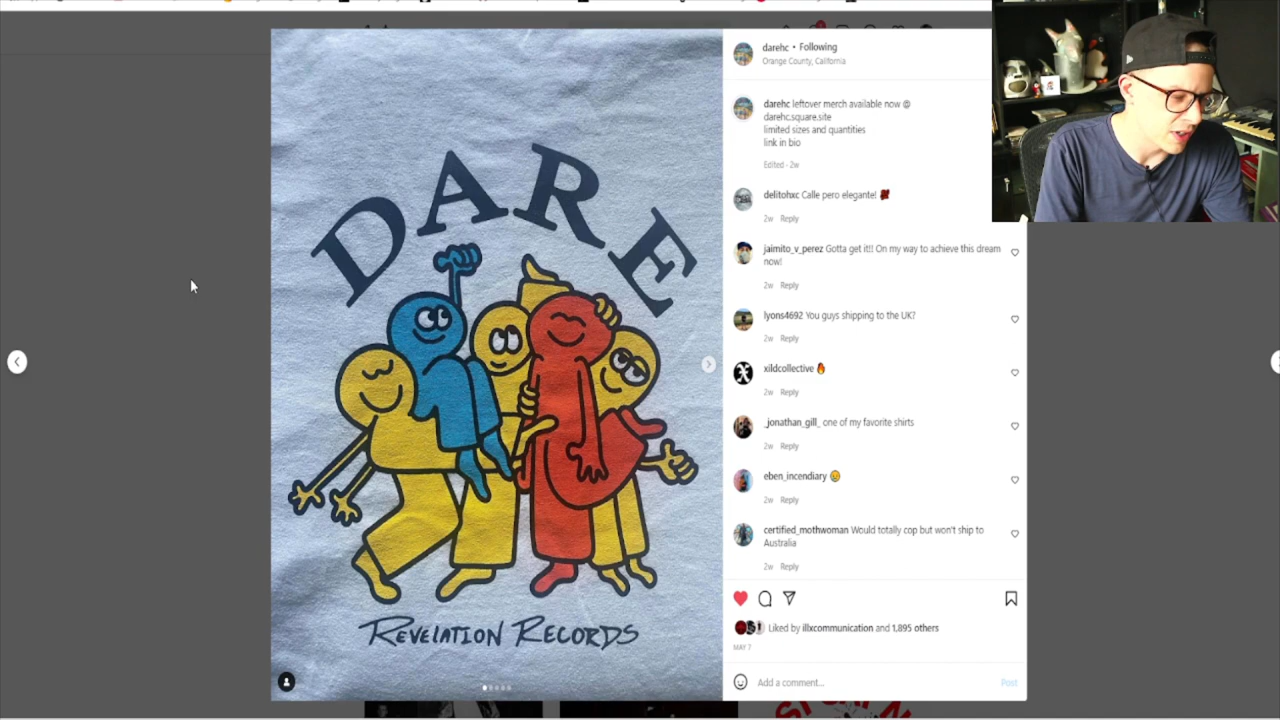 DARE
REVELATION RECORDS
darehc • Following
Orange County, California
darehc leftover merch available now @
darehc.square.site
limited sizes and quantities
link in bio
Edited · 2w
delitohxc Calle pero elegante!
2w Reply
jaimito_v_perez Gotta get it!! On my way to achieve this dream
now!
2w Reply
lyons4692 You guys shipping to the UK?
2w Reply
xildcollective
2w Reply
_jonathan_gill_ one of my favorite shirts
2w Reply
eben_incendiary
2w Reply
certified_mothwoman Would totally cop but won't ship to
Australia
2w Reply
Liked by illxcommunication and 1,895 others
MAY 7
Add a comment...
Post